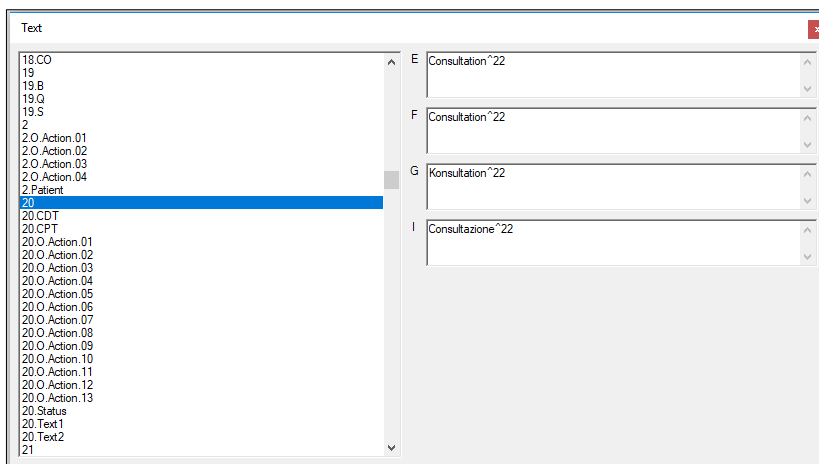 Text
x
18.CO
19
19.B
19.Q
19.S
2
2.O.Action.01
2.O.Action.02
2.O.Action.03
2.O.Action.04
2.Patient
20
20.CDT
20.CPT
20.O.Action.01
20.O.Action.02
20.O.Action.03
20.O.Action.04
20.O.Action.05
20.O.Action.06
20.O.Action.07
20.O.Action.08
20.O.Action.09
20.O.Action.10
20.O.Action.11
20.O.Action.12
20.O.Action.13
20.Status
20.Text1
20.Text2
21
E Consultation^22
F Consultation^22
G Konsultation^22
I Consultazione^22